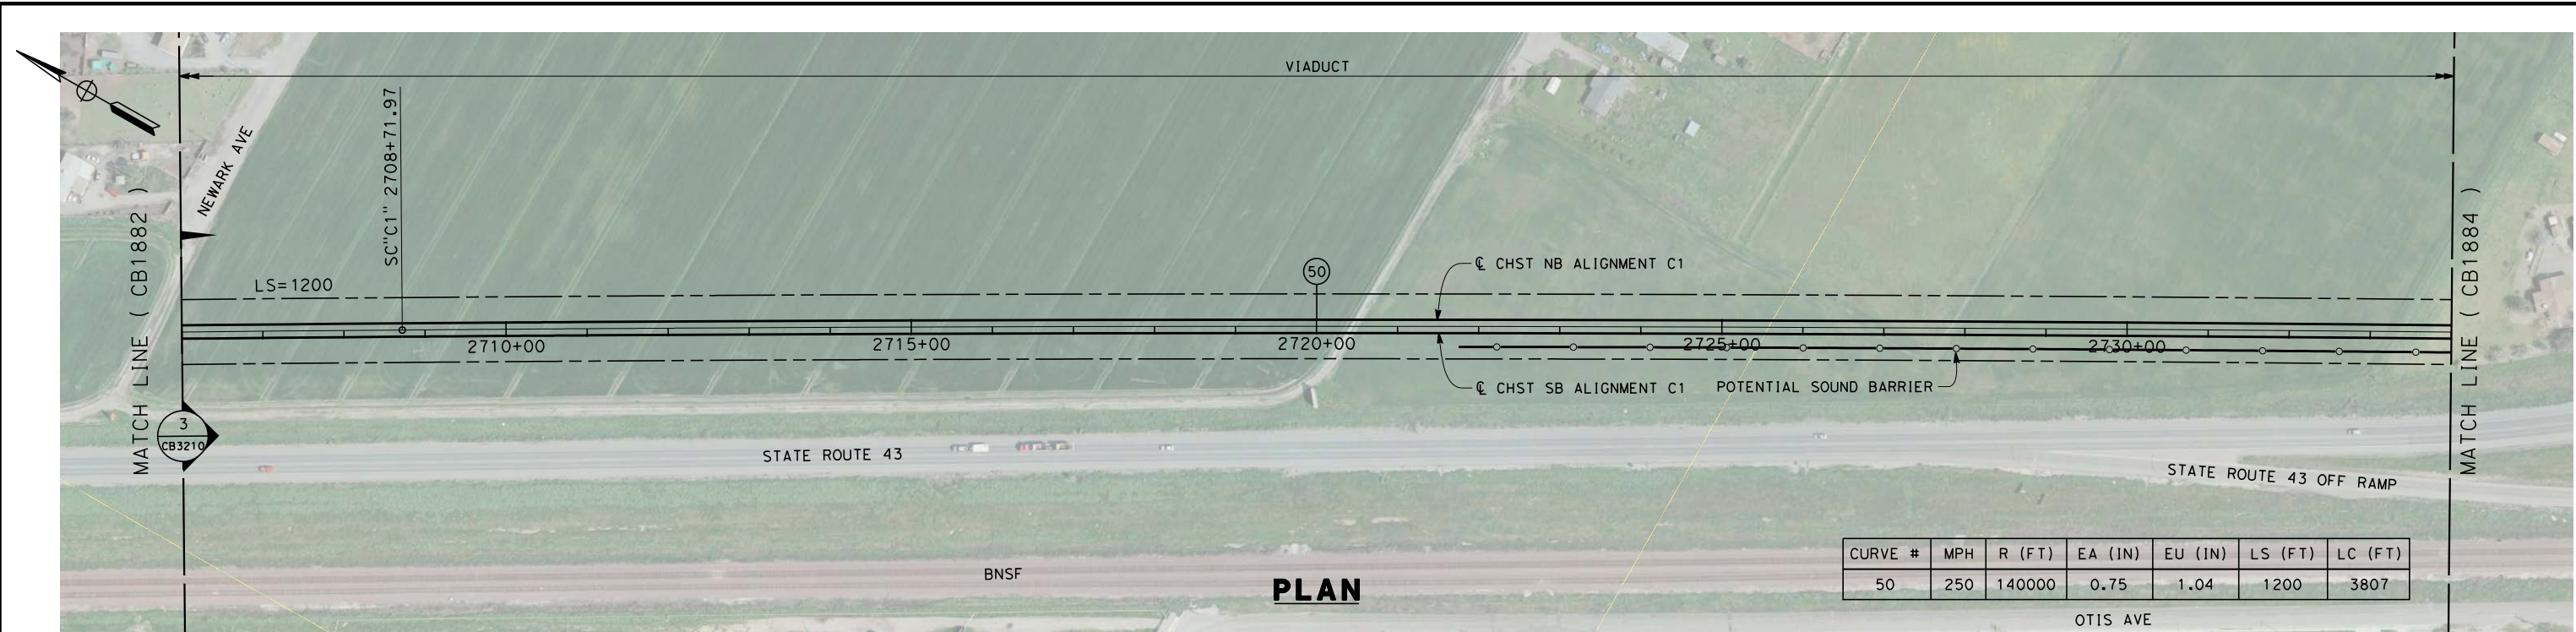 VIADUCT
SC"C1" 2708+71.97
NEWARK AVE
MATCH LINE ( CB1882 )
MATCH LINE ( CB1884 )
LS=1200
50
℄ CHST NB ALIGNMENT C1
2710+00
2715+00
2720+00
2725+00
2730+00
℄ CHST SB ALIGNMENT C1
POTENTIAL SOUND BARRIER
3
CB3210
STATE ROUTE 43
STATE ROUTE 43 OFF RAMP
BNSF
PLAN
CURVE # MPH R (FT) EA (IN) EU (IN) LS (FT) LC (FT)
50 250 140000 0.75 1.04 1200 3807
OTIS AVE